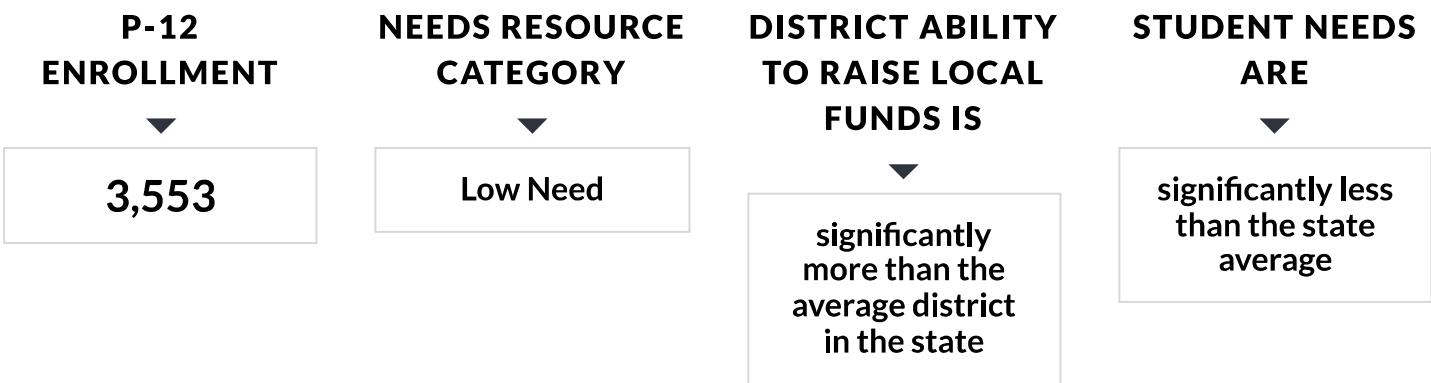 P-12
ENROLLMENT
3,553
NEEDS RESOURCE
CATEGORY
Low Need
DISTRICT ABILITY
TO RAISE LOCAL
FUNDS IS
significantly
more than the
average district
in the state
STUDENT NEEDS
ARE
significantly less
than the state
average